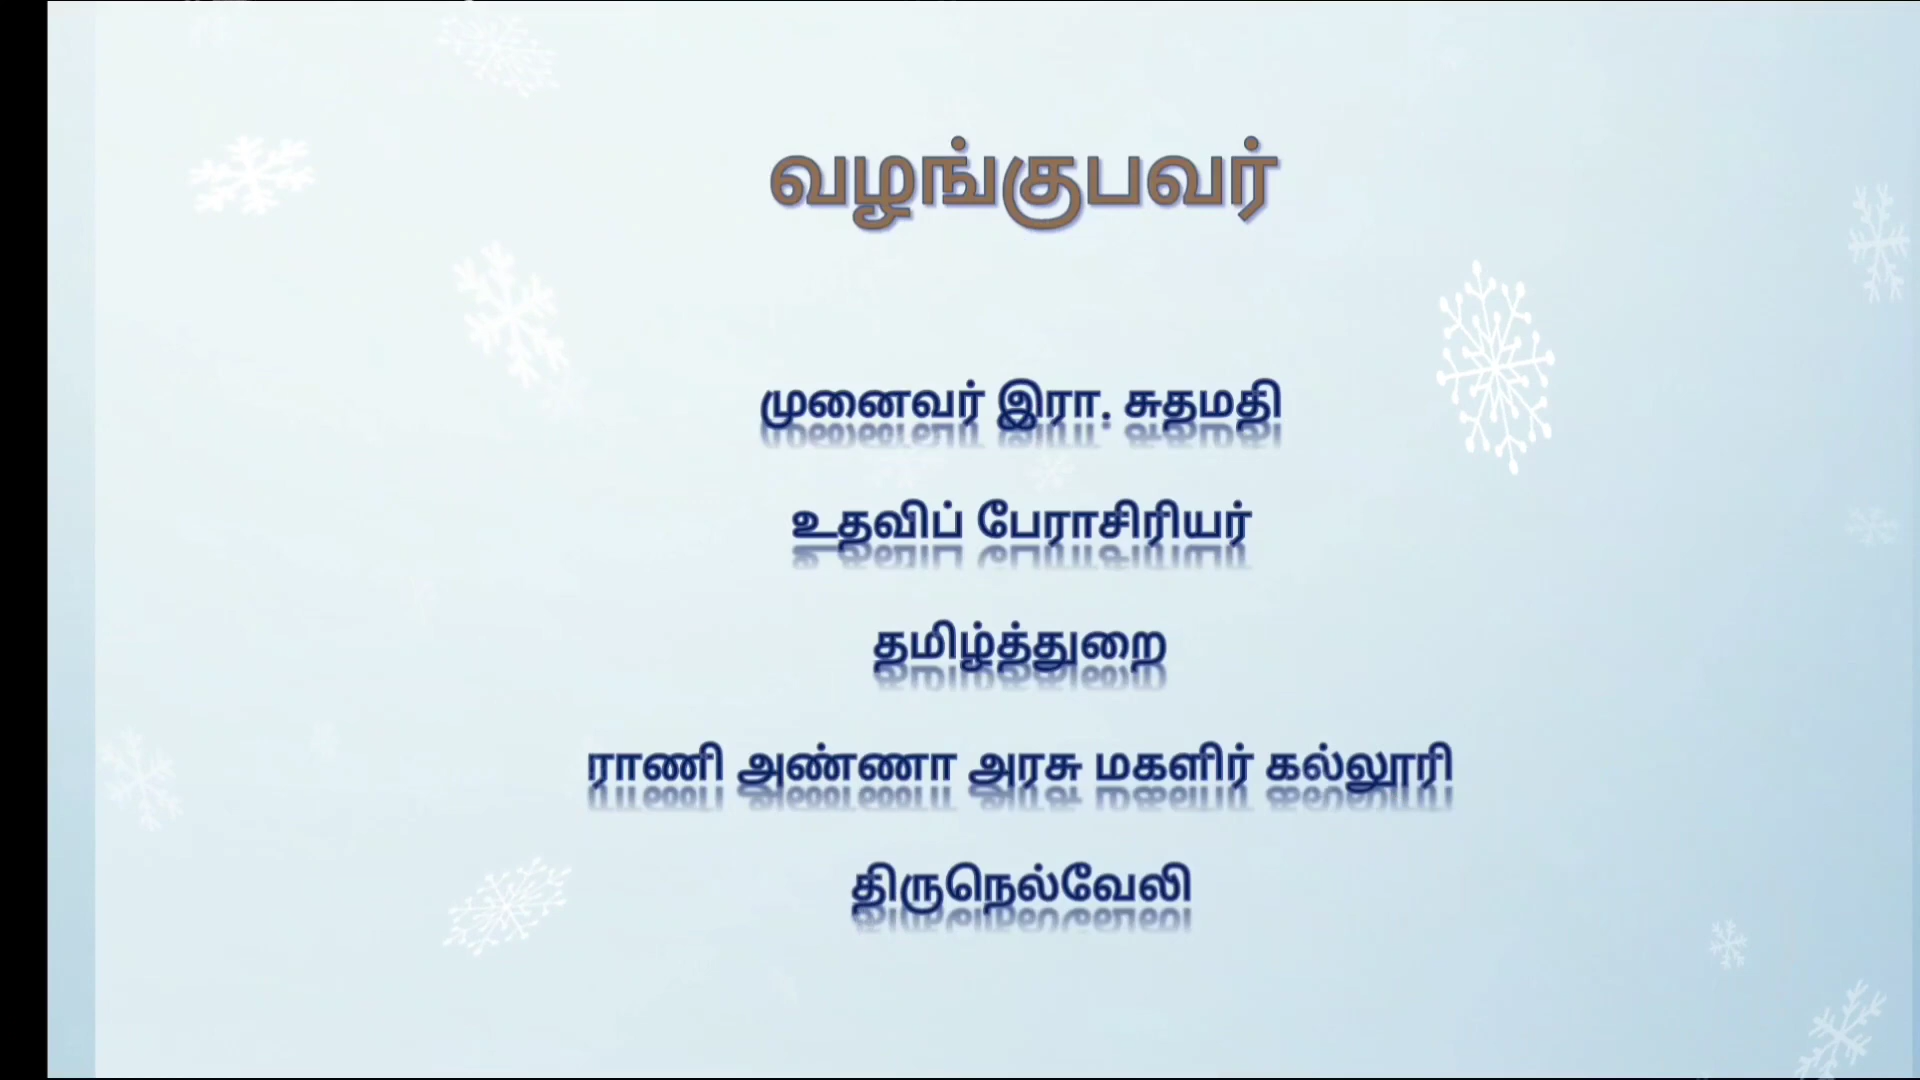 வழங்குபவர்
முனைவர் இரா. சுதமதி
உதவிப் பேராசிரியர்
தமிழ்த்துறை
ராணி அண்ணா அரசு மகளிர் கல்லூரி
திருநெல்வேலி